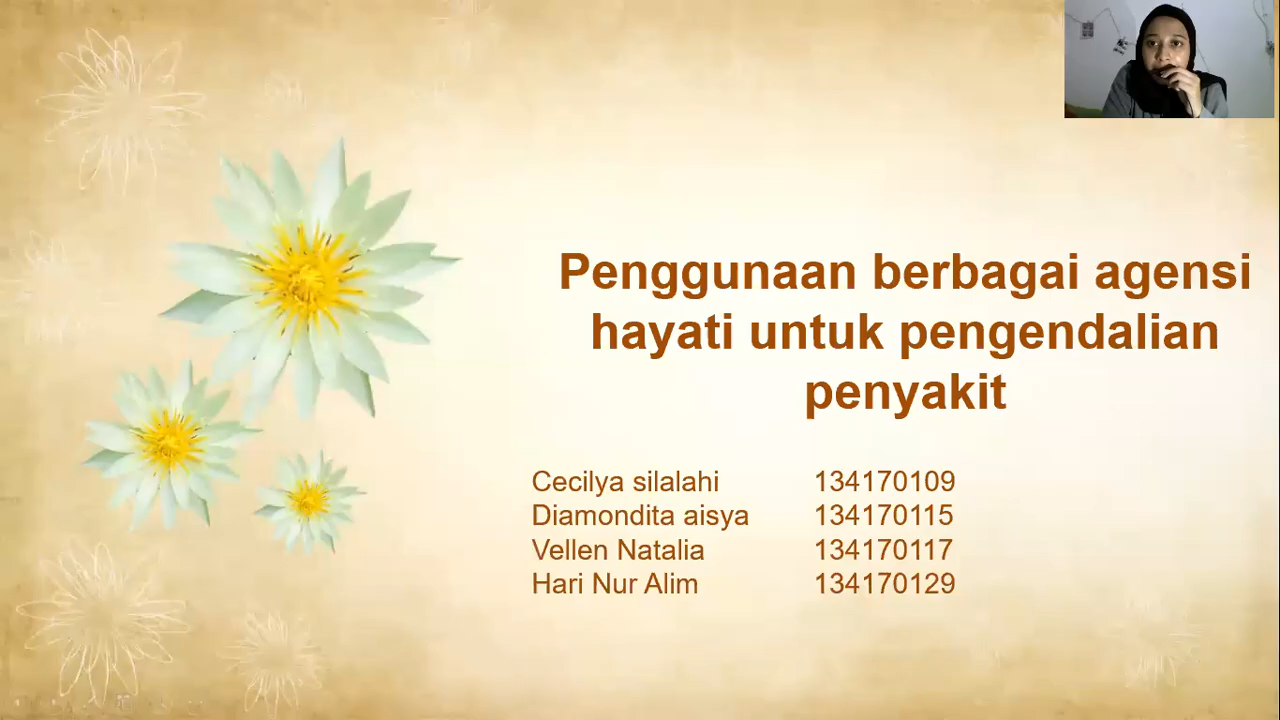 Penggunaan berbagai agensi
hayati untuk pengendalian
penyakit
Cecilya silalahi 134170109
Diamondita aisya 134170115
Vellen Natalia 134170117
Hari Nur Alim 134170129